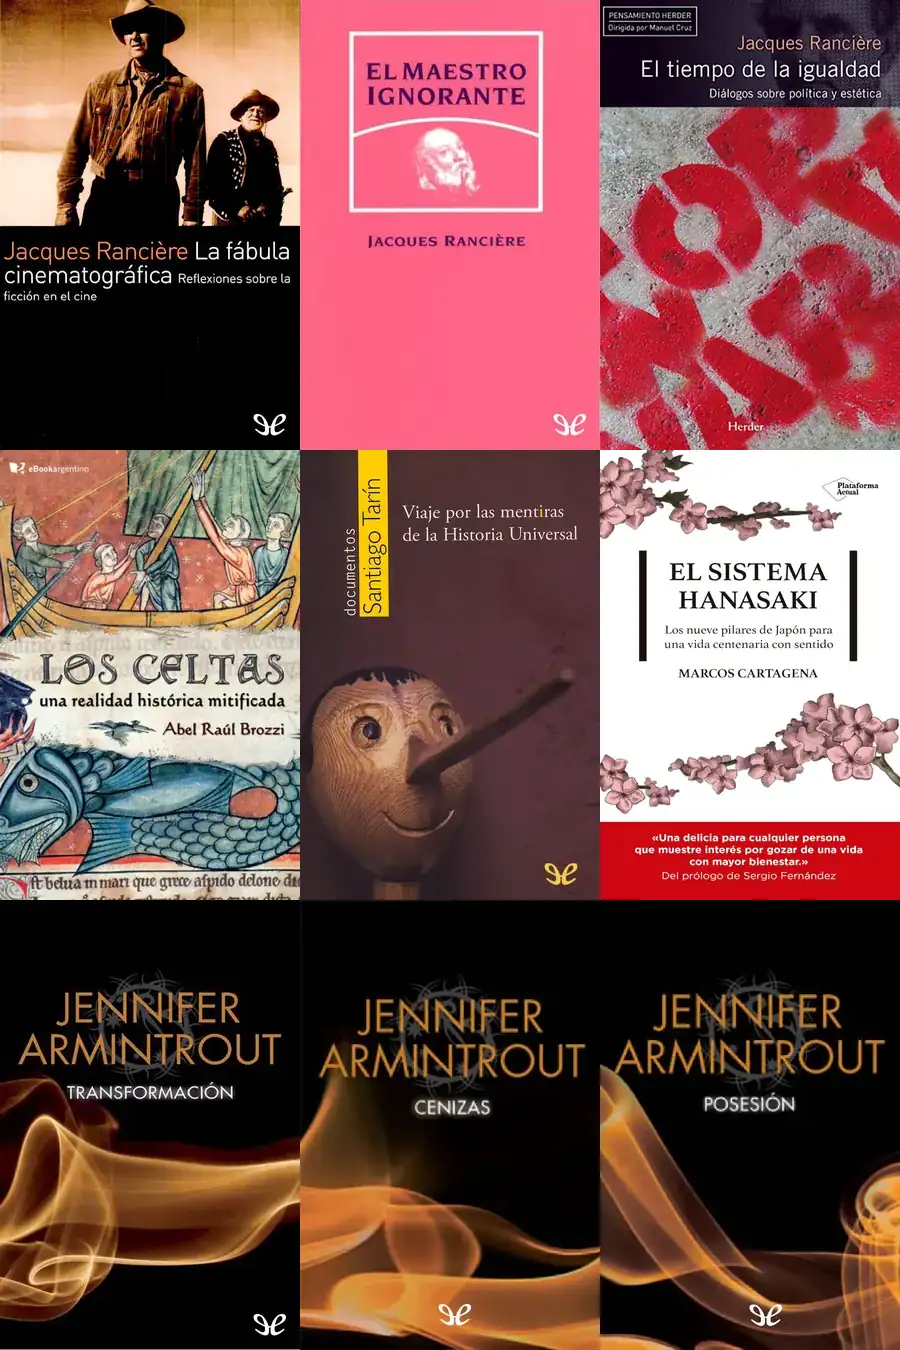 Jacques Rancière La fábula
cinematográfica Reflexiones sobre la
ficción en el cine
EL MAESTRO
IGNORANTE
JACQUES RANCIÈRE
PENSAMIENTO HERDER
Dirigida por Manuel Cruz
Jacques Rancière
El tiempo de la igualdad
Diálogos sobre política y estética
Herder
eBookargentino
LOS CELTAS
una realidad histórica mitificada
Abel Raúl Brozzi
documentos
Santiago Tarín
Viaje por las mentiras
de la Historia Universal
Plataforma
Actual
EL SISTEMA
HANASAKI
Los nueve pilares de Japón para
una vida centenaria con sentido
MARCOS CARTAGENA
«Una delicia para cualquier persona
que muestre interés por gozar de una vida
con mayor bienestar.»
Del prólogo de Sergio Fernández
JENNIFER
ARMINTROUT
TRANSFORMACIÓN
JENNIFER
ARMINTROUT
CENIZAS
JENNIFER
ARMINTROUT
POSESIÓN